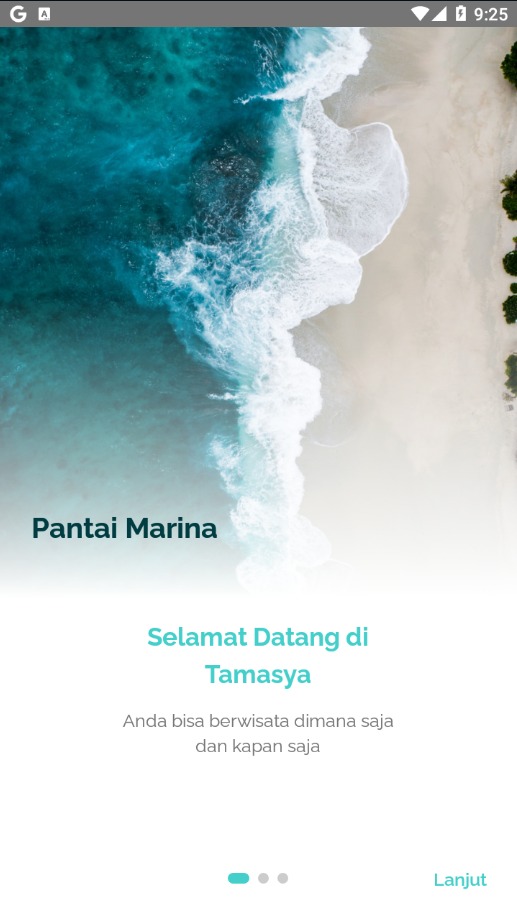 G A 9:25
Pantai Marina
Selamat Datang di
Tamasya
Anda bisa berwisata dimana saja
dan kapan saja
Lanjut